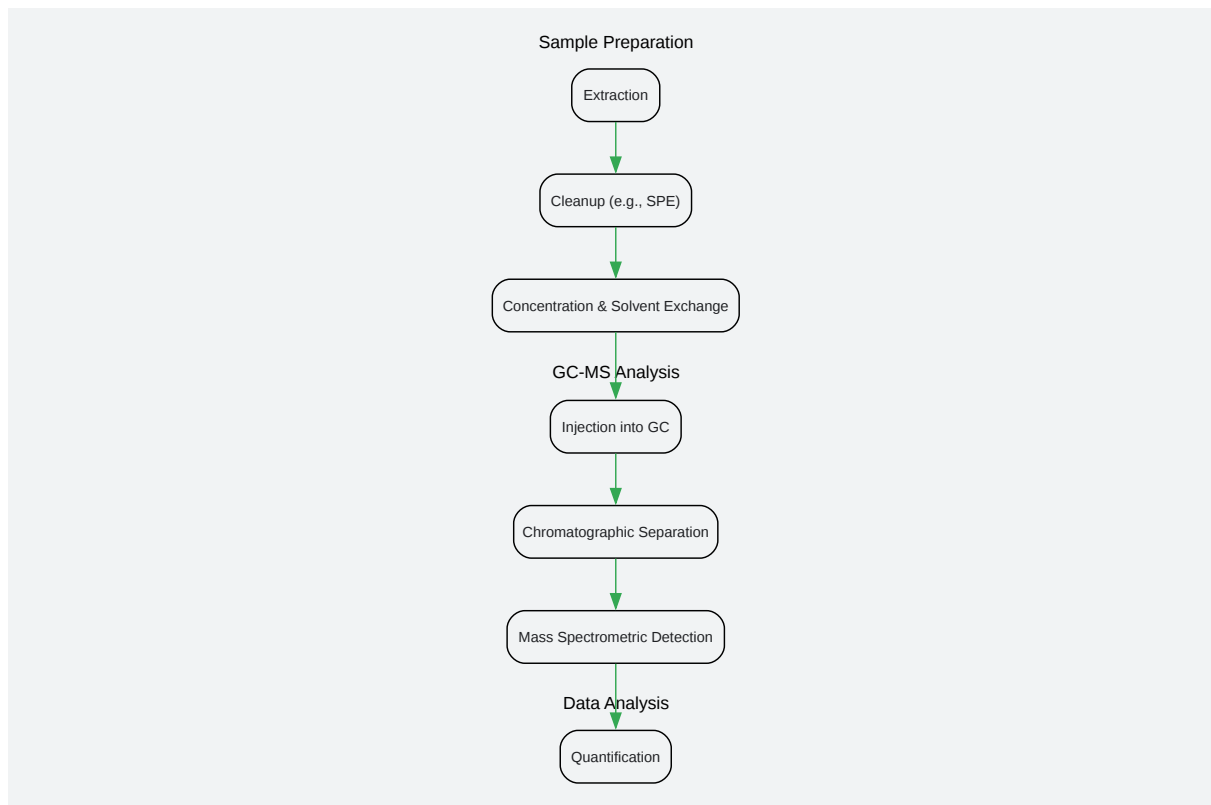 Sample Preparation
Extraction
Cleanup (e.g., SPE)
Concentration & Solvent Exchange
GC-MS Analysis
Injection into GC
Chromatographic Separation
Mass Spectrometric Detection
Data Analysis
Quantification